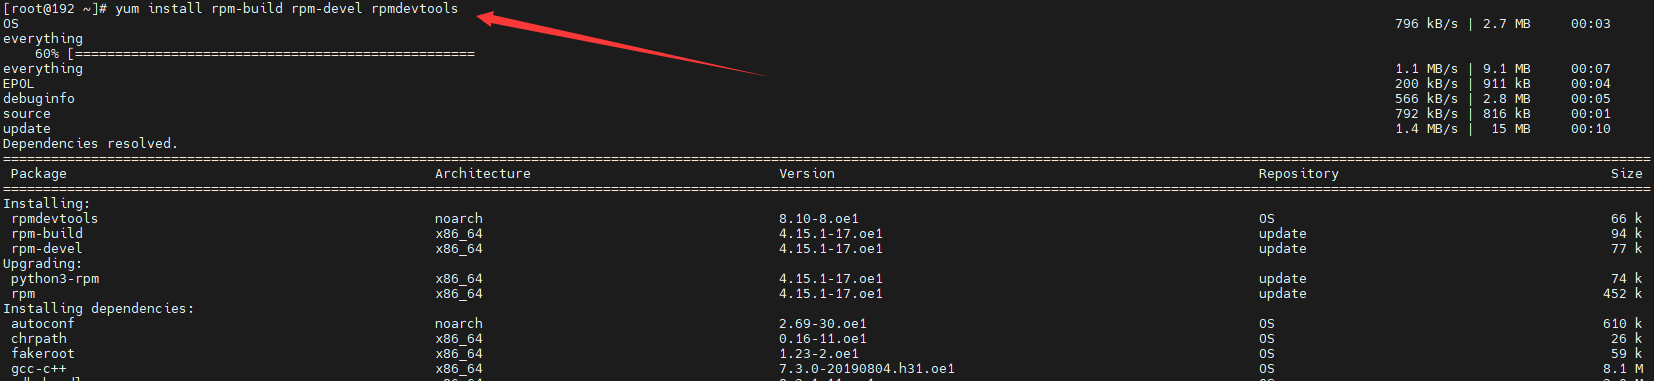 [root@192 ~]# yum install rpm-build rpm-devel rpmdevtools
OS 796 kB/s | 2.7 MB 00:03
everything
60% [==================================================
everything 1.1 MB/s | 9.1 MB 00:07
EPOL 200 kB/s | 911 kB 00:04
debuginfo 566 kB/s | 2.8 MB 00:05
source 792 kB/s | 816 kB 00:01
update 1.4 MB/s | 15 MB 00:10
Dependencies resolved.
Package Architecture Version Repository Size
Installing:
rpmdevtools noarch 8.10-8.oe1 OS 66 k
rpm-build x86_64 4.15.1-17.oe1 update 94 k
rpm-devel x86_64 4.15.1-17.oe1 update 77 k
Upgrading:
python3-rpm x86_64 4.15.1-17.oe1 update 74 k
rpm x86_64 4.15.1-17.oe1 update 452 k
Installing dependencies:
autoconf noarch 2.69-30.oe1 OS 610 k
chrpath x86_64 0.16-11.oe1 OS 26 k
fakeroot x86_64 1.23-2.oe1 OS 59 k
gcc-c++ x86_64 7.3.0-20190804.h31.oe1 OS 8.1 M